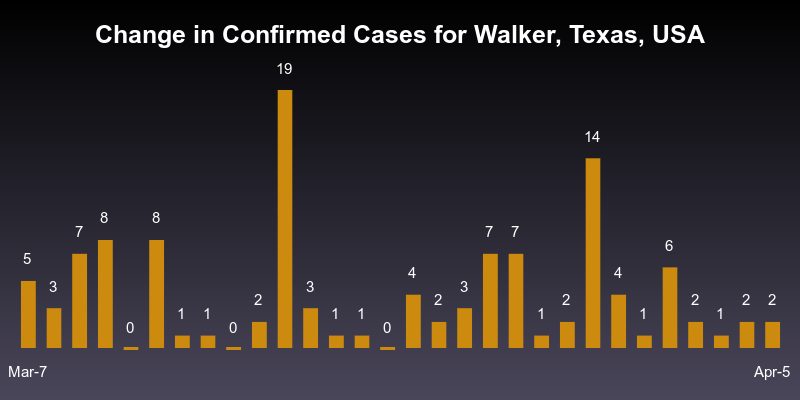 Change in Confirmed Cases for Walker, Texas, USA
5 3 7 8 0 8 1 1 0 2 19 3 1 1 0 4 2 3 7 7 1 2 14 4 1 6 2 1 2 2
Mar-7 Apr-5